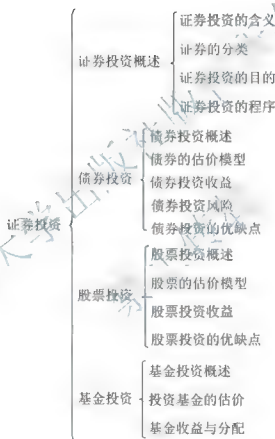 证券投资
证券投资概述
证券投资的含义
证券的分类
证券投资的目的
证券投资的程序
债券投资
债券投资概述
债券的估价模型
债券投资收益
债券投资风险
债券投资的优缺点
股票投资
股票投资概述
股票的估价模型
股票投资收益
股票投资的优缺点
基金投资
基金投资概述
投资基金的估价
基金收益与分配